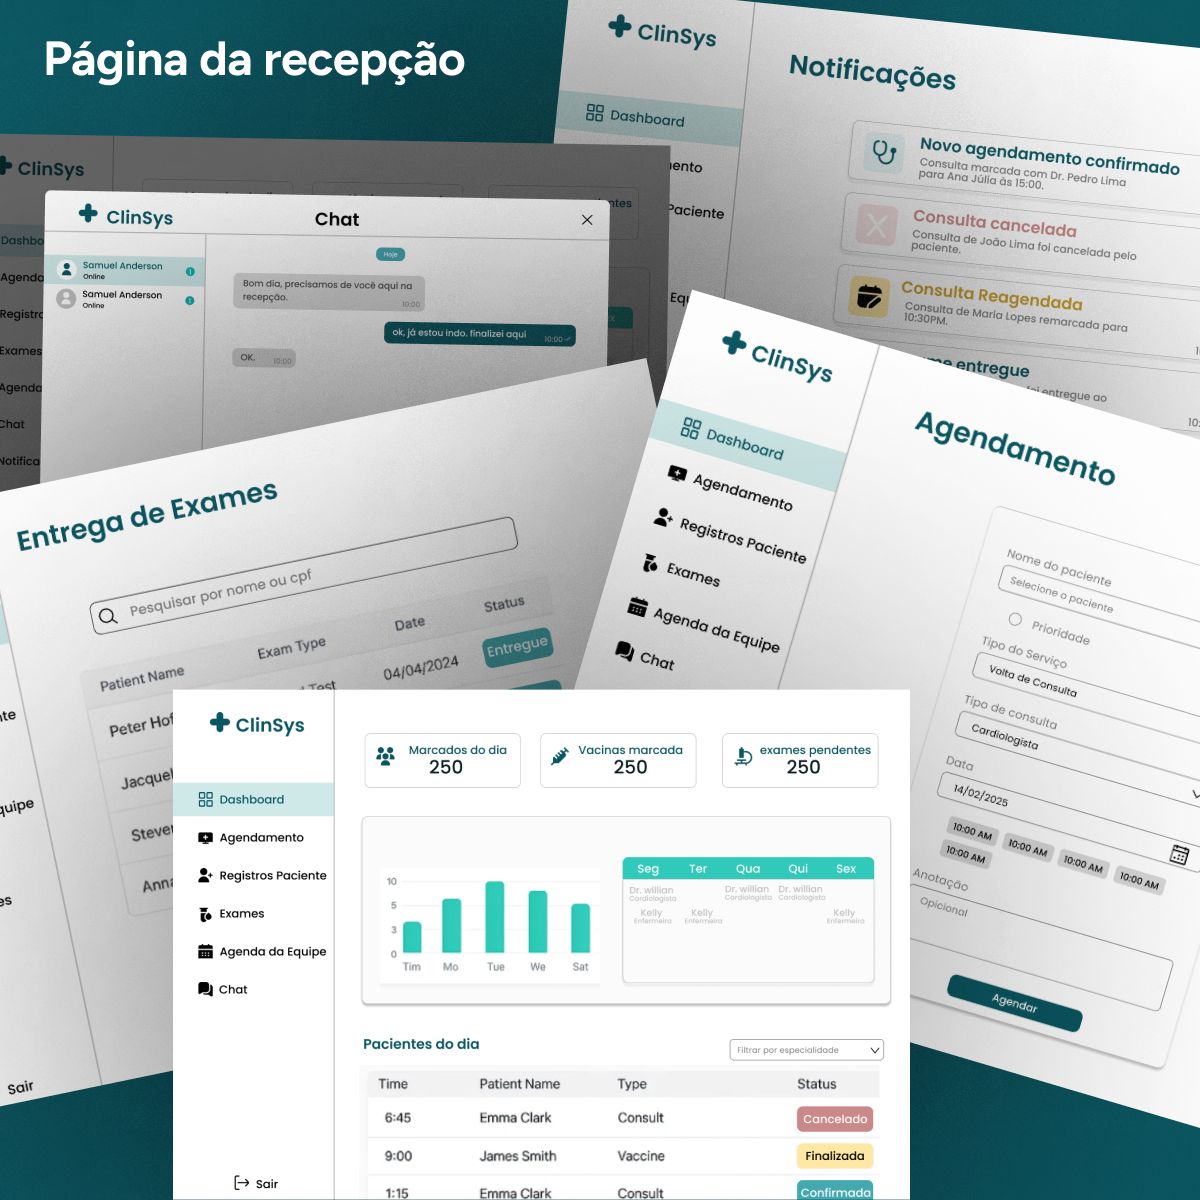 Página da recepção
ClinSys
Dashboard
ento
Paciente
Equ
Notificações
Novo agendamento confirmado
Consulta marcada com Dr. Pedro Lima
para Ana Júlia às 15:00.
Consulta cancelada
Consulta de João Lima foi cancelada pelo
paciente.
Consulta Reagendada
Consulta de Maria Lopes remarcada para
10:30PM.
me entregue
foi entregue ao
10:
ClinSys
Dashbo
Agenda
Registro
Exames
Agenda
Chat
Notifica
ntes
ClinSys
Chat
Samuel Anderson
Online
1
Samuel Anderson
Online
1
Hoje
Bom dia, precisamos de você aqui na
recepção.
10:00
ok, já estou indo. finalizei aqui
10:00
OK.
10:00
Entrega de Exames
Pesquisar por nome ou cpf
Patient Name Exam Type Date Status
Peter Hof Test 04/04/2024 Entregue
Jacquel
Steve
Anna
nte
quipe
es
Sair
ClinSys
Dashboard
Agendamento
Registros Paciente
Exames
Agenda da Equipe
Chat
Agendamento
Nome do paciente
Selecione o paciente
Prioridade
Tipo do Serviço
Volta de Consulta
Tipo de consulta
Cardiologista
Data
14/02/2025
10:00 AM 10:00 AM 10:00 AM 10:00 AM
10:00 AM
Anotação
Opicional
Agendar
ClinSys
Dashboard
Agendamento
Registros Paciente
Exames
Agenda da Equipe
Chat
Sair
Marcados do dia
250
Vacinas marcada
250
exames pendentes
250
10
5
3
0
Tim Mo Tue We Sat
Seg Ter Qua Qui Sex
Dr. willian Dr. willian Dr. willian
Cardiologista Cardiologista Cardiologista
Kelly Kelly Kelly
Enfermeira Enfermeira Enfermeira
Pacientes do dia
Filtrar por especialidade
Time Patient Name Type Status
6:45 Emma Clark Consult Cancelado
9:00 James Smith Vaccine Finalizada
1:15 Emma Clark Consult Confirmada